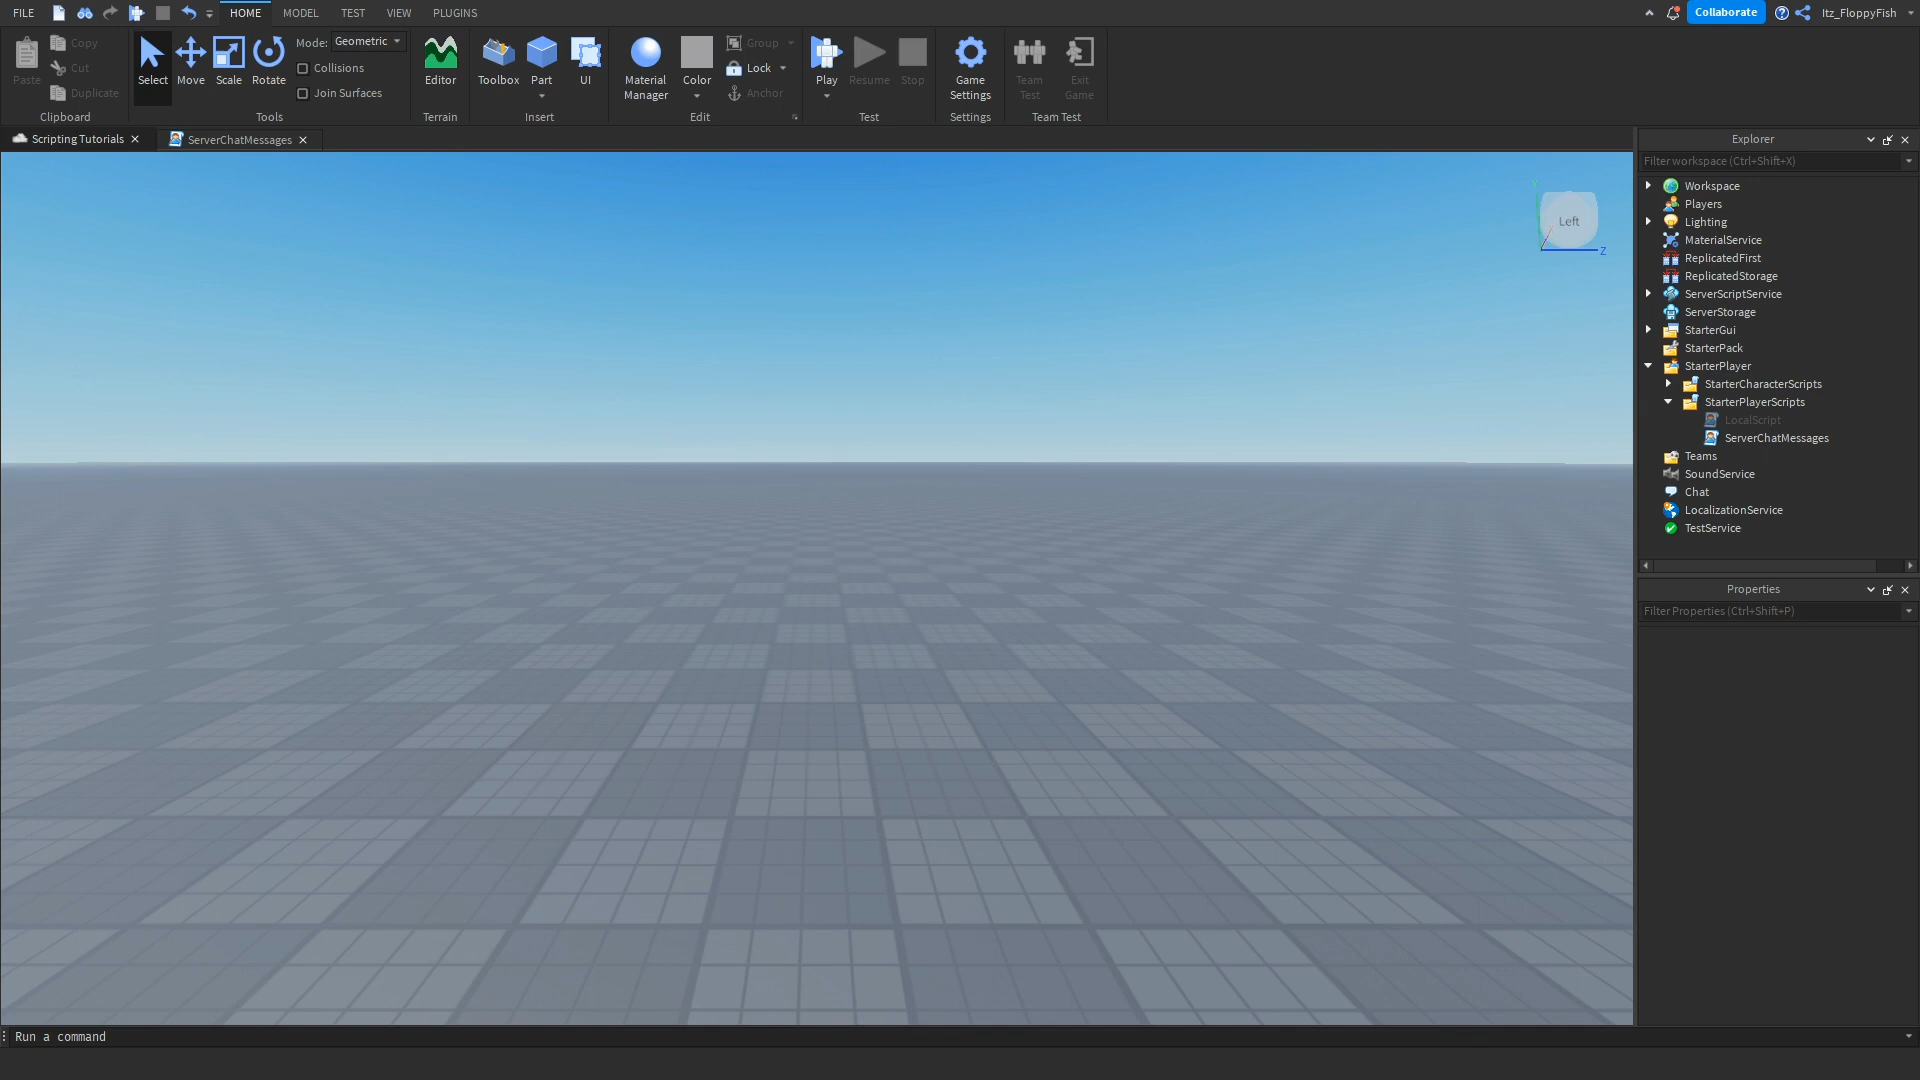 FILE HOME MODEL TEST VIEW PLUGINS Collaborate Itz_FloppyFish
Paste Copy Cut Duplicate
Clipboard
Select Move Scale Rotate
Mode: Geometric
Collisions
Join Surfaces
Tools
Editor
Terrain
Toolbox Part UI
Insert
Material Manager Color
Group
Lock
Anchor
Edit
Play Resume Stop
Test
Game Settings
Settings
Team Test Exit Game
Team Test
Scripting Tutorials ServerChatMessages
Left
Y
Z
Explorer
Filter workspace (Ctrl+Shift+X)
Workspace
Players
Lighting
MaterialService
ReplicatedFirst
ReplicatedStorage
ServerScriptService
ServerStorage
StarterGui
StarterPack
StarterPlayer
StarterCharacterScripts
StarterPlayerScripts
LocalScript
ServerChatMessages
Teams
SoundService
Chat
LocalizationService
TestService
Properties
Filter Properties (Ctrl+Shift+P)
Run a command